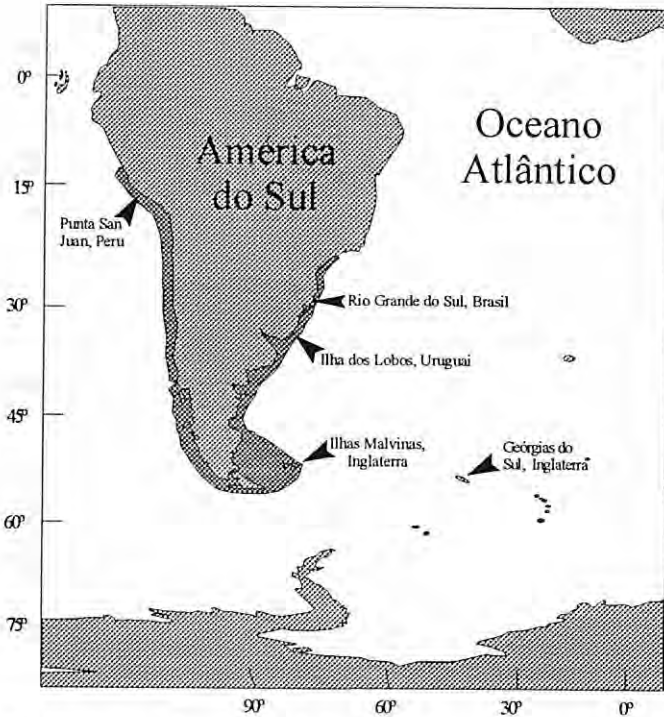 0º
América
do Sul
Oceano
Atlântico
15º
Punta San
Juan, Peru
30º
Rio Grande do Sul, Brasil
Ilha dos Lobos, Uruguai
45º
Ilhas Malvinas,
Inglaterra
Geórgias do
Sul, Inglaterra
60º
75º
90º
60º
30º
0º